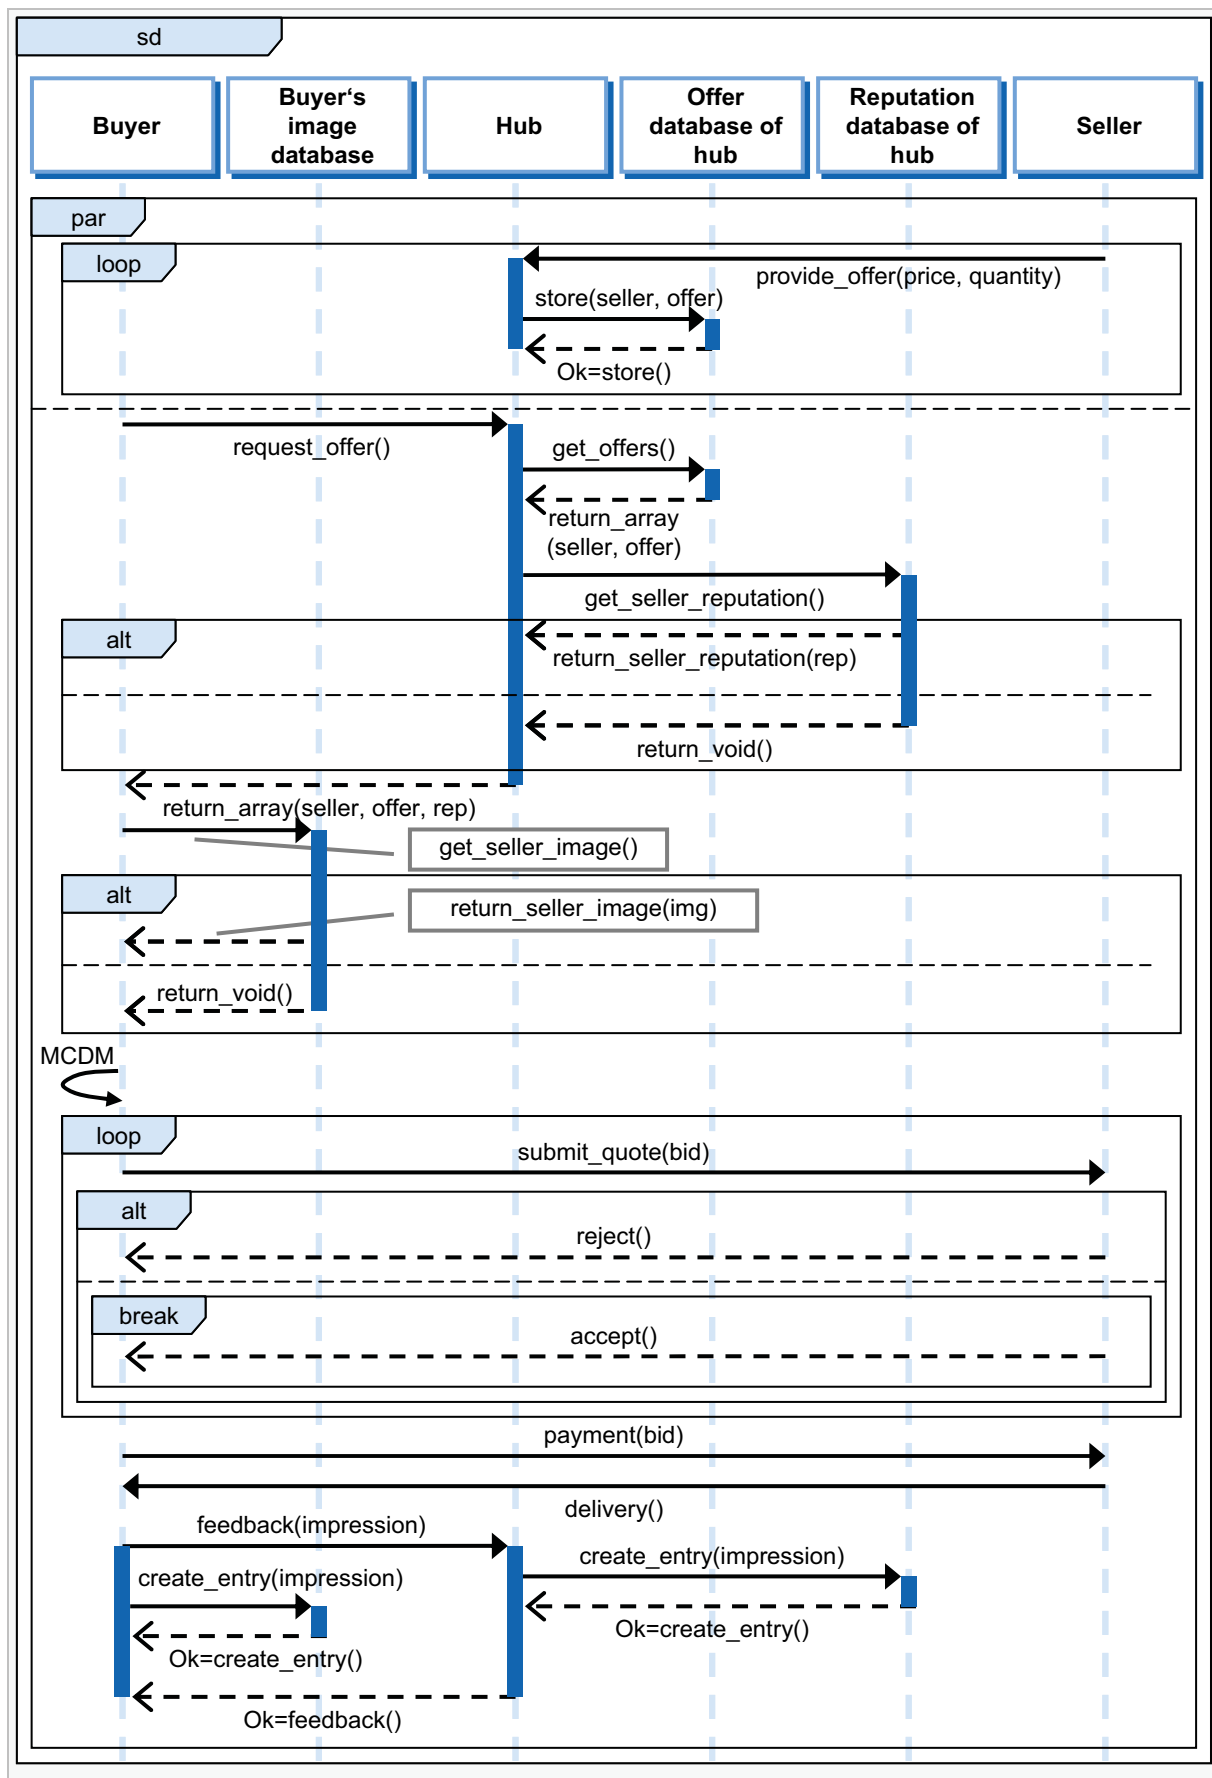 sd
Buyer
Buyer‘s
image
database
Hub
Offer
database of
hub
Reputation
database of
hub
Seller
par
loop
provide_offer(price, quantity)
store(seller, offer)
Ok=store()
request_offer()
get_offers()
return_array
(seller, offer)
get_seller_reputation()
alt
return_seller_reputation(rep)
return_void()
return_array(seller, offer, rep)
get_seller_image()
alt
return_seller_image(img)
return_void()
MCDM
loop
submit_quote(bid)
alt
reject()
break
accept()
payment(bid)
delivery()
feedback(impression)
create_entry(impression)
create_entry(impression)
Ok=create_entry()
Ok=create_entry()
Ok=feedback()